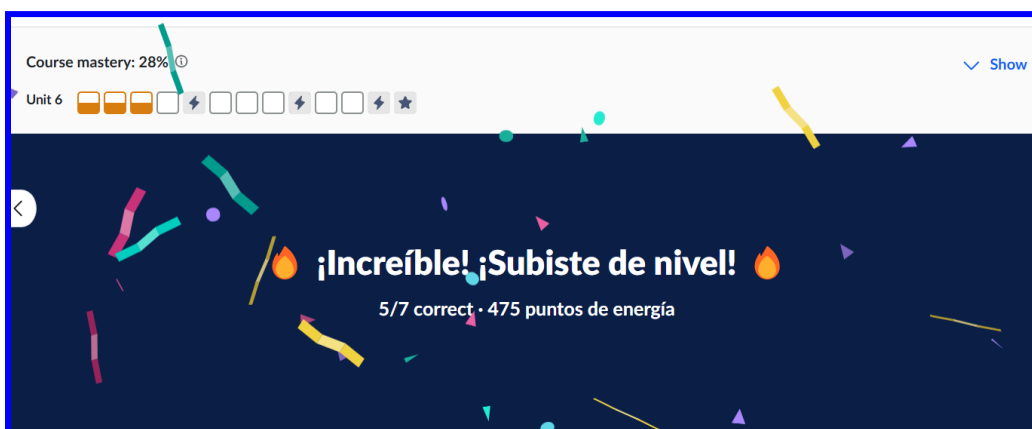 Course mastery: 28%
Show
Unit 6
¡Increíble! ¡Subiste de nivel!
5/7 correct · 475 puntos de energía